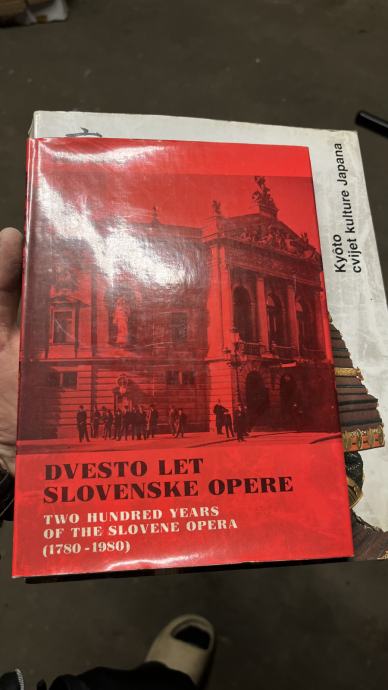 DVESTO LET
SLOVENSKE OPERE
TWO HUNDRED YEARS
OF THE SLOVENE OPERA
(1780-1980)
Kyôto
cvijet kulture Japana